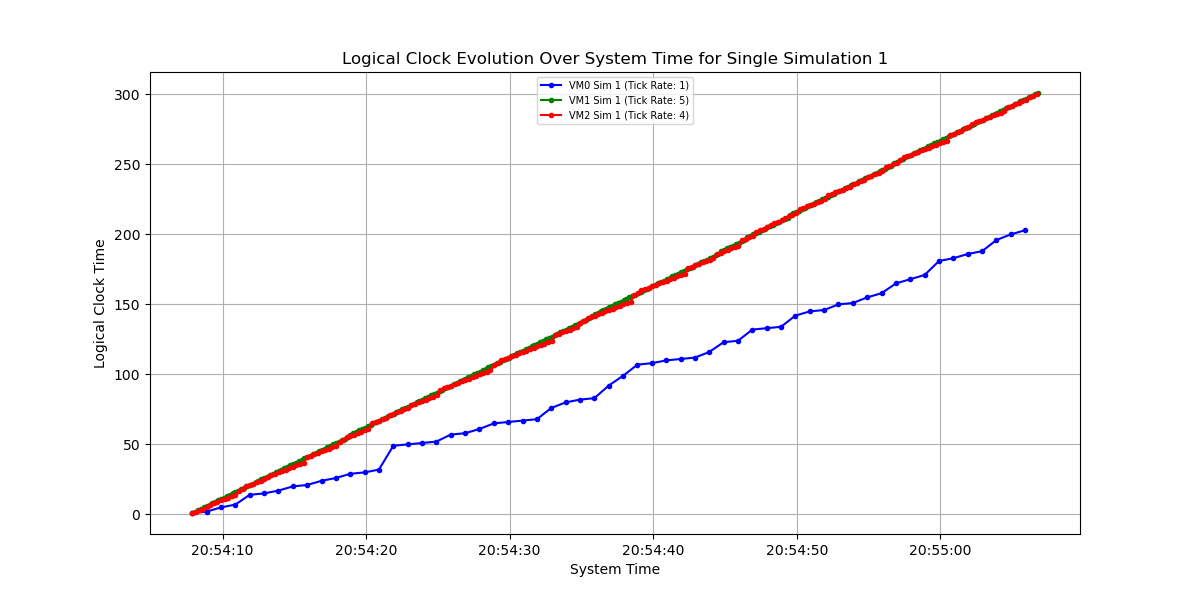 Logical Clock Evolution Over System Time for Single Simulation 1
VM0 Sim 1 (Tick Rate: 1)
VM1 Sim 1 (Tick Rate: 5)
VM2 Sim 1 (Tick Rate: 4)
Logical Clock Time
300
250
200
150
100
50
0
20:54:10 20:54:20 20:54:30 20:54:40 20:54:50 20:55:00
System Time